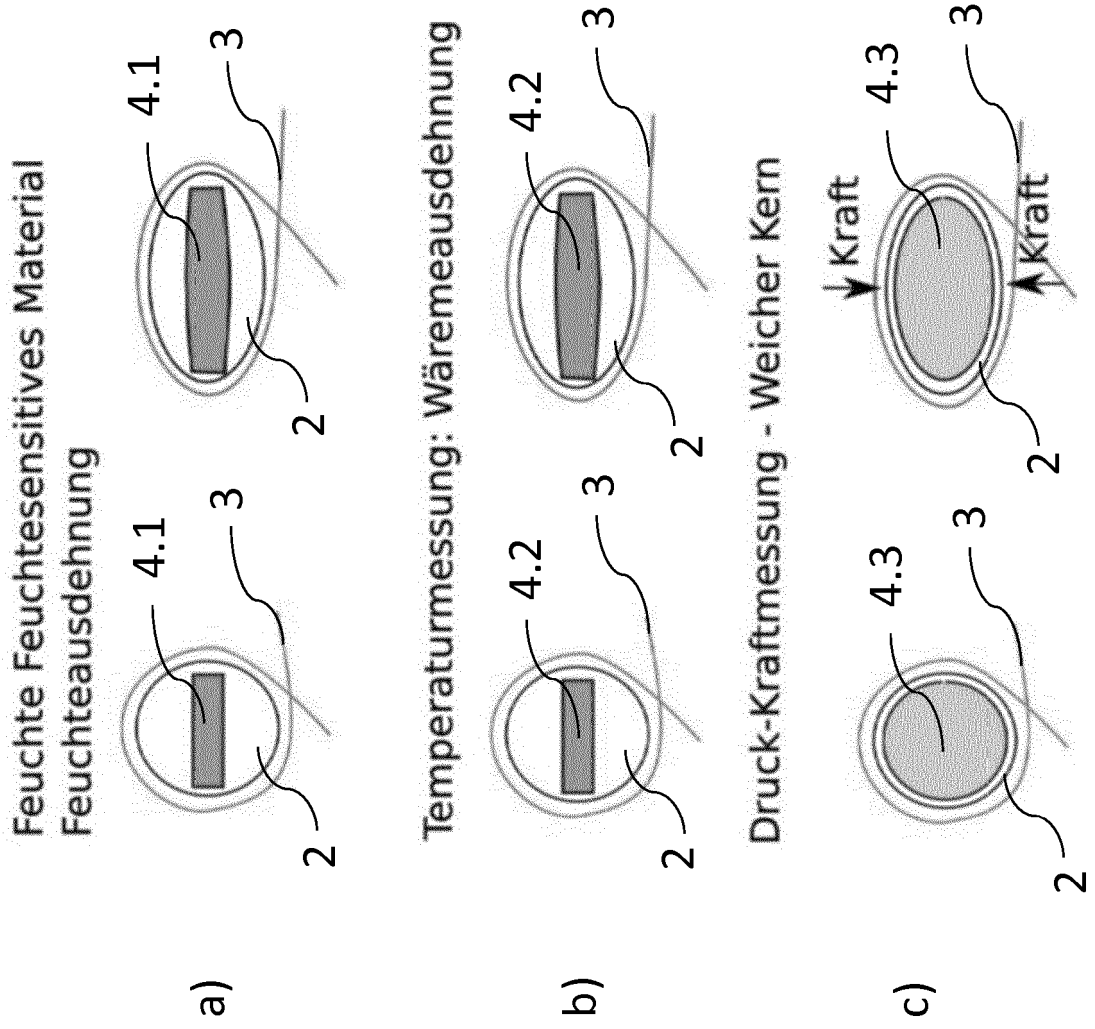 Feuchte Feuchtesensitives Material
Feuchteausdehnung
a)
4.1
3
2
4.1
3
2
Temperaturmessung: Wäremeausdehnung
b)
4.2
3
2
4.2
3
2
Druck-Kraftmessung - Weicher Kern
c)
4.3
3
2
Kraft
4.3
3
Kraft
2